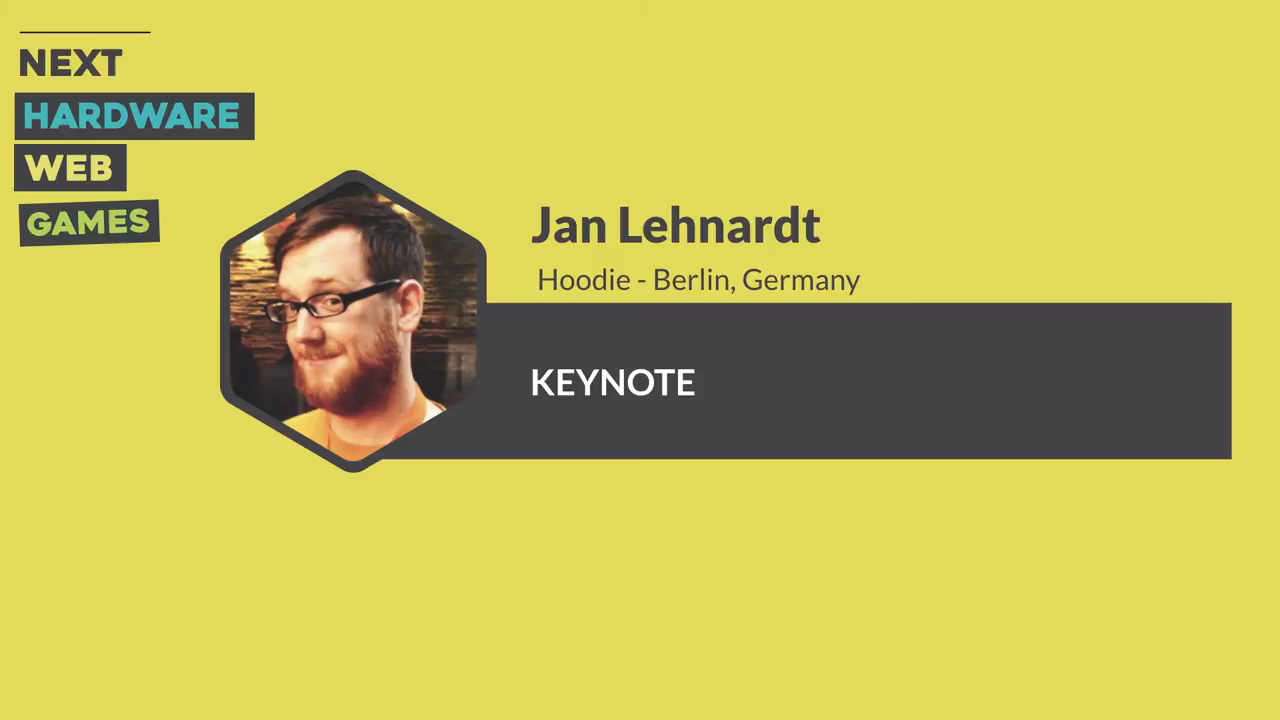 NEXT
HARDWARE
WEB
GAMES
Jan Lehnardt
Hoodie - Berlin, Germany
KEYNOTE